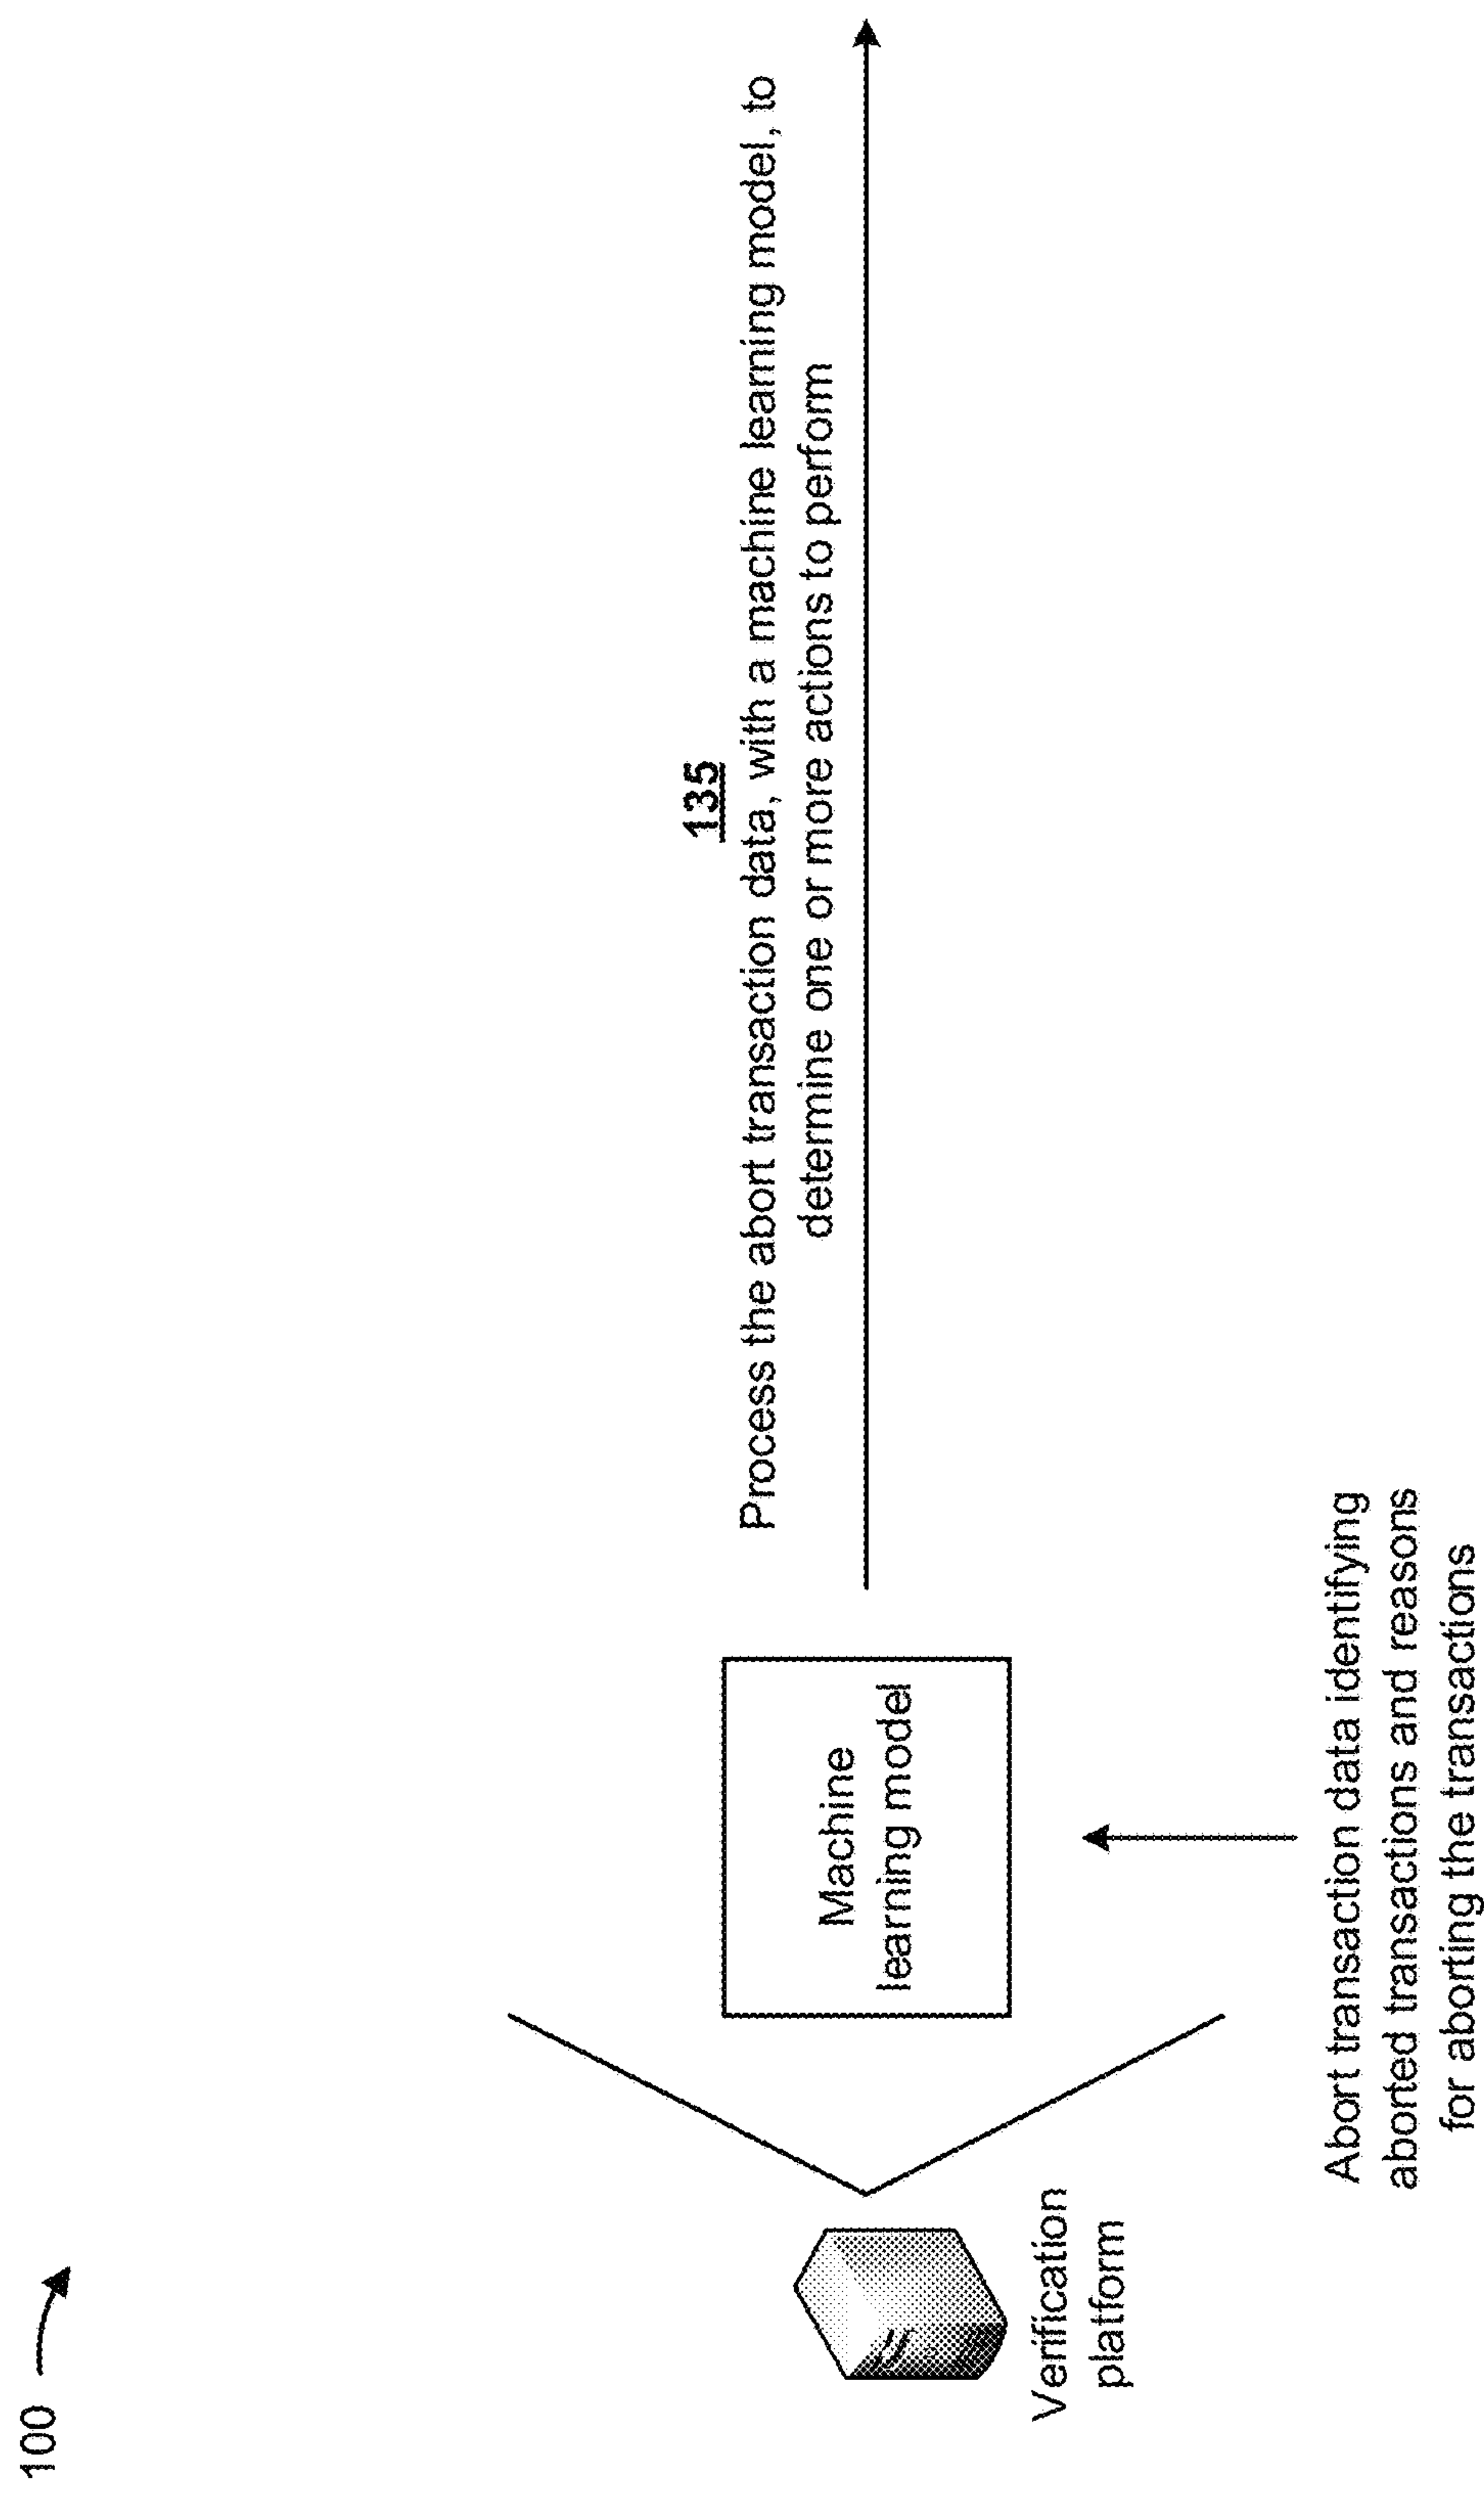 100
135
Process the abort transaction data, with a machine learning model, to
determine one or more actions to perform
Machine
learning model
Verification
platform
Abort transaction data identifying
aborted transactions and reasons
for aborting the transactions